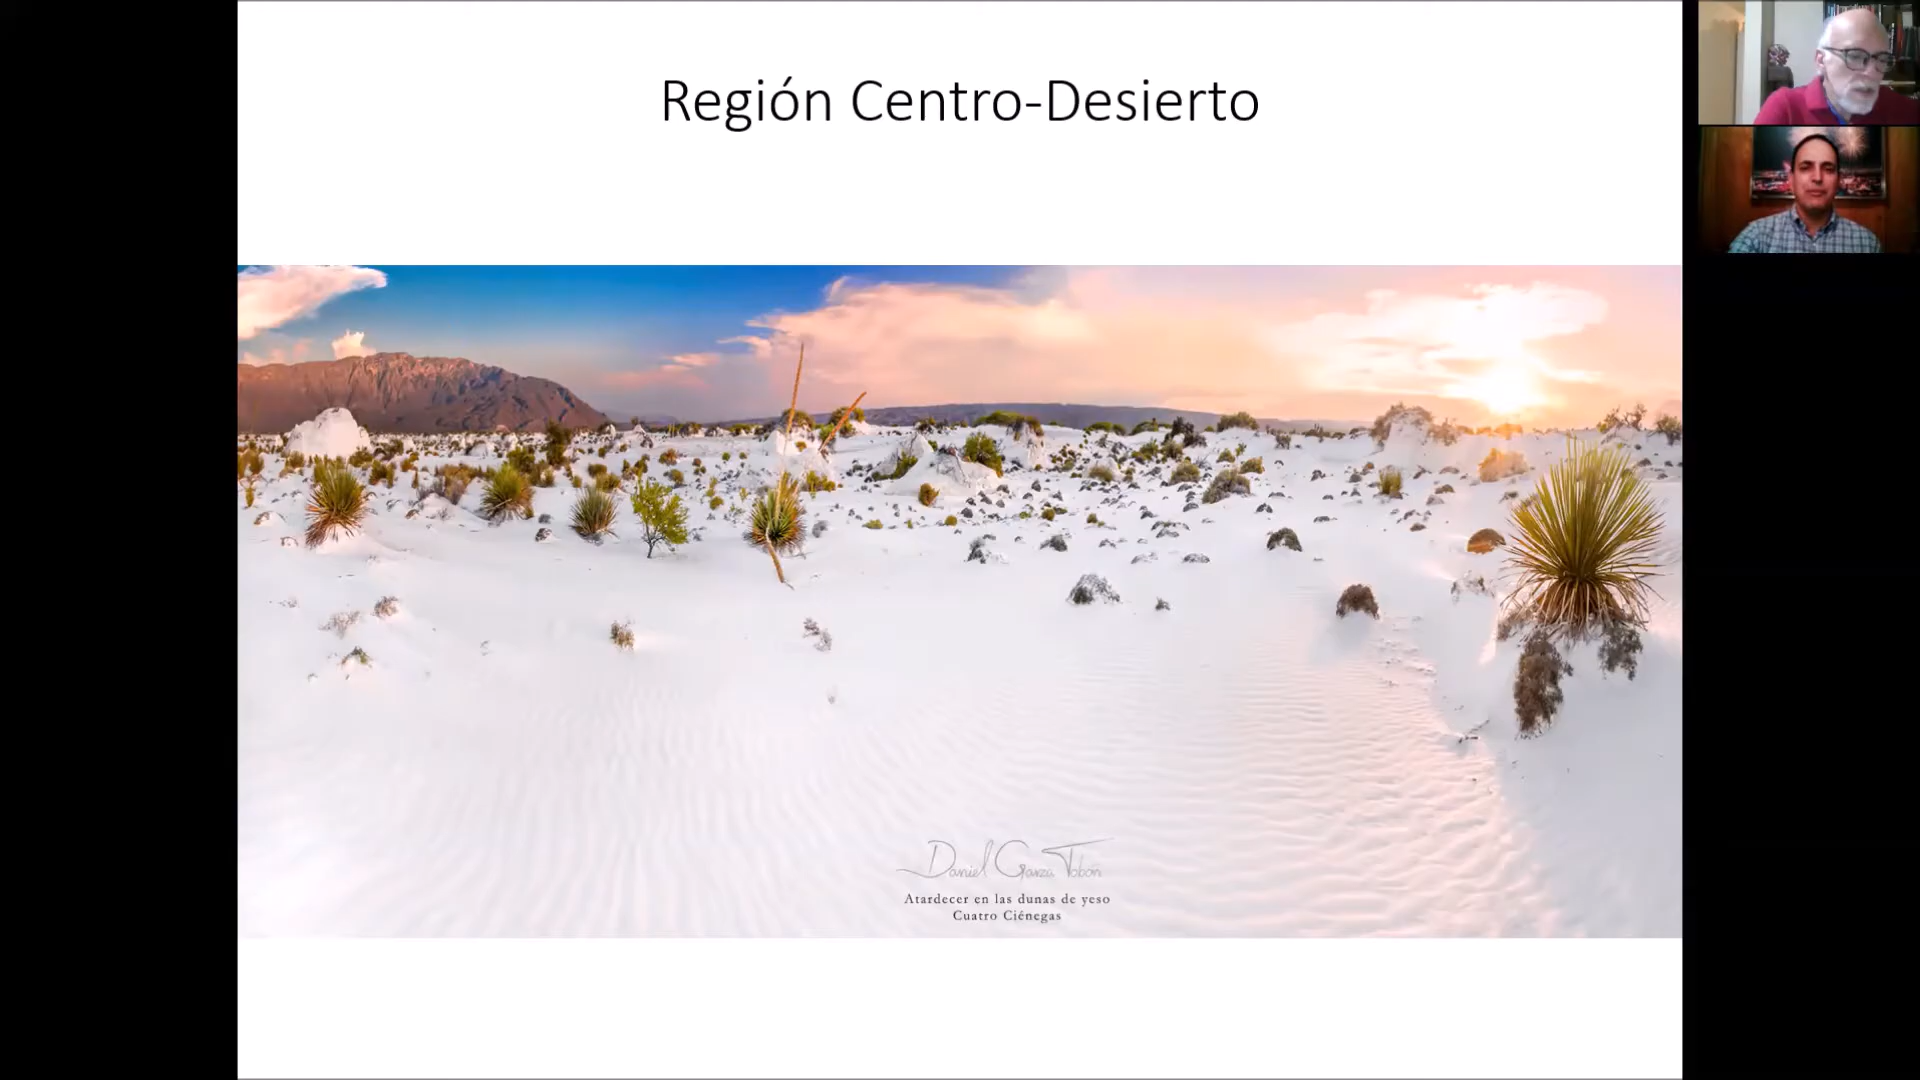 Región Centro-Desierto
Daniel Garza Tobón
Atardecer en las dunas de yeso
Cuatro Ciénegas